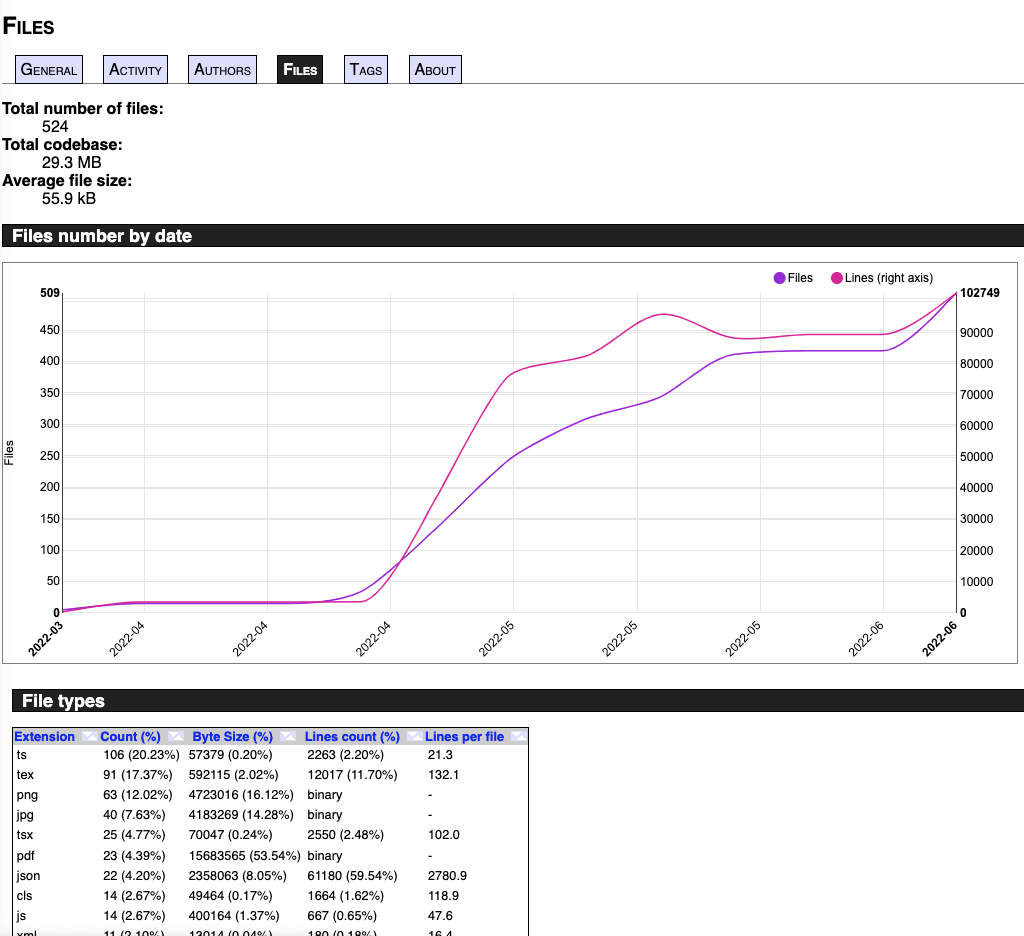 FILES
GENERAL ACTIVITY AUTHORS FILES TAGS ABOUT
Total number of files:
524
Total codebase:
29.3 MB
Average file size:
55.9 kB
Files number by date
Files Lines (right axis)
509 102749
450 90000
400 80000
350 70000
300 60000
250 50000
200 40000
150 30000
100 20000
50 10000
0 0
Files
2022-03 2022-04 2022-04 2022-04 2022-05 2022-05 2022-05 2022-06 2022-06
File types
Extension Count (%) Byte Size (%) Lines count (%) Lines per file
ts 106 (20.23%) 57379 (0.20%) 2263 (2.20%) 21.3
tex 91 (17.37%) 592115 (2.02%) 12017 (11.70%) 132.1
png 63 (12.02%) 4723016 (16.12%) binary -
jpg 40 (7.63%) 4183269 (14.28%) binary -
tsx 25 (4.77%) 70047 (0.24%) 2550 (2.48%) 102.0
pdf 23 (4.39%) 15683565 (53.54%) binary -
json 22 (4.20%) 2358063 (8.05%) 61180 (59.54%) 2780.9
cls 14 (2.67%) 49464 (0.17%) 1664 (1.62%) 118.9
js 14 (2.67%) 400164 (1.37%) 667 (0.65%) 47.6
xml 11 (2.10%) 13014 (0.04%) 180 (0.18%) 16.4